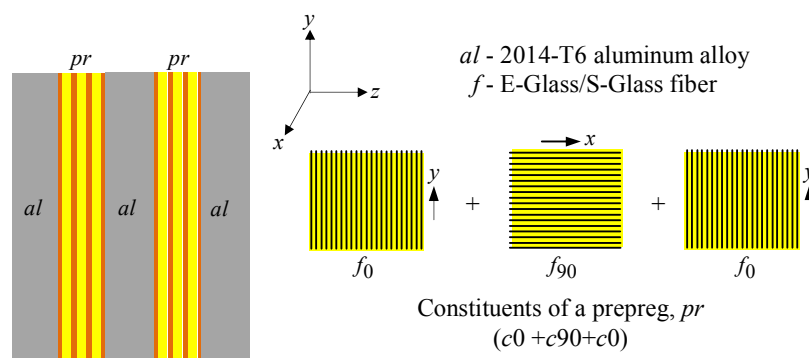 pr pr
al al al
y
z
x
al - 2014-T6 aluminum alloy
f - E-Glass/S-Glass fiber
x
y
y
+ +
f0 f90 f0
Constituents of a prepreg, pr
(c0 +c90+c0)